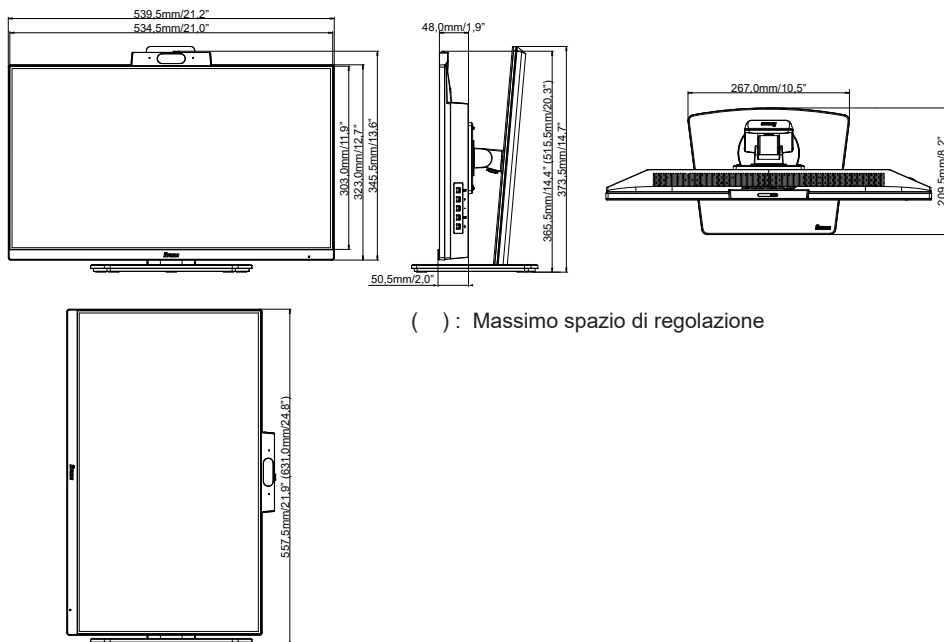 539,5mm/21,2”
534,5mm/21,0”
303,0mm/11,9”
323,0mm/12,7”
345,5mm/13,6”
48,0mm/1,9”
365,5mm/14,4” (515,5mm/20,3”)
373,5mm/14,7”
50,5mm/2,0”
267,0mm/10,5”
209,5mm/8,2”
( ) : Massimo spazio di regolazione
557,5mm/21,9” (631,0mm/24,8”)